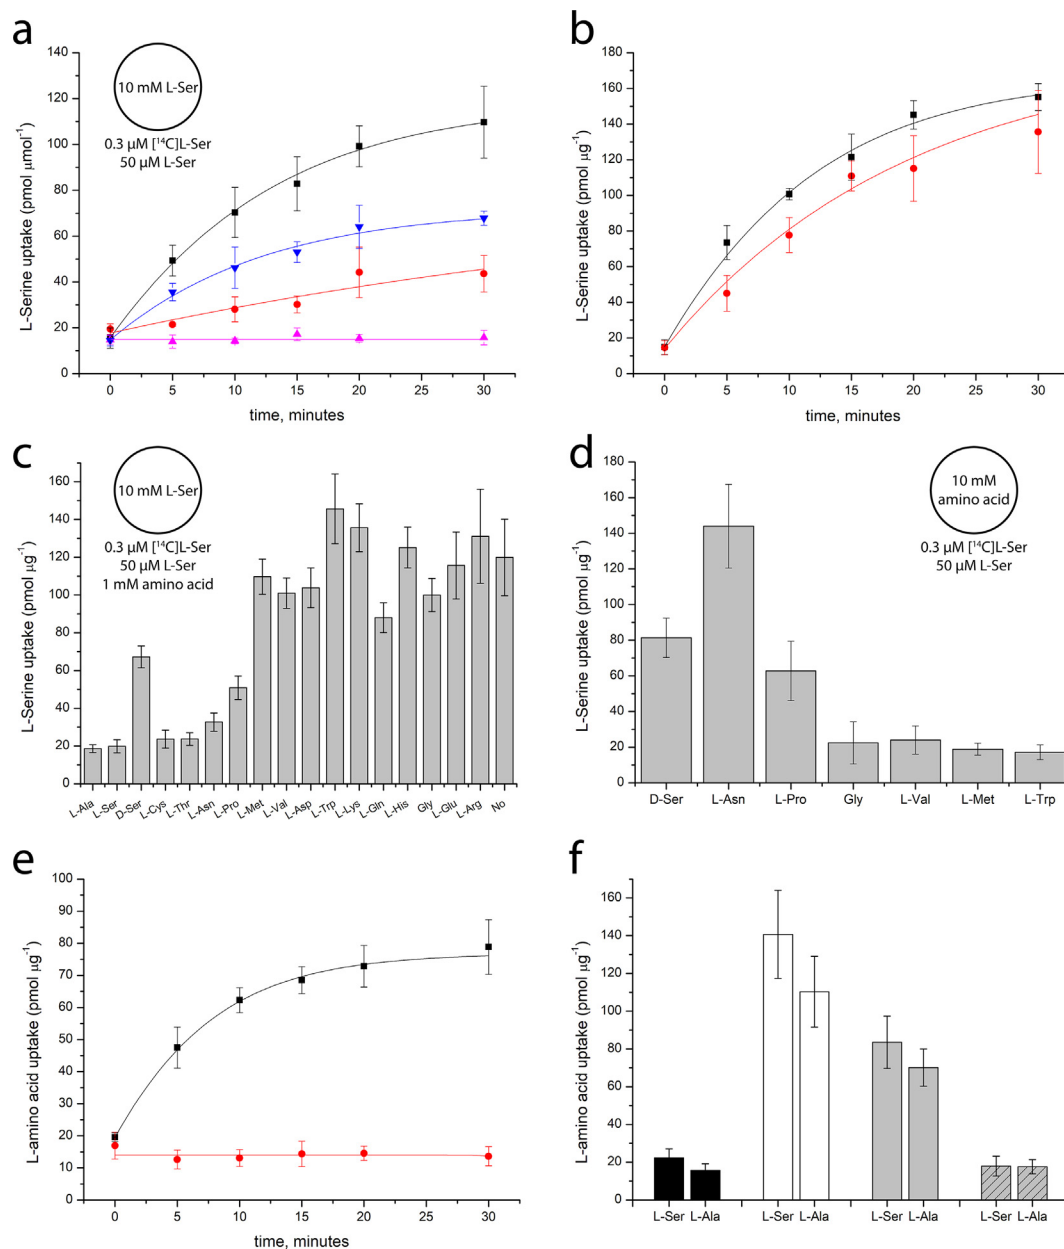 a
10 mM L-Ser
0.3 µM [¹⁴C]L-Ser
50 µM L-Ser
L-Serine uptake (pmol µmol⁻¹)
140
120
100
80
60
40
20
0
0 5 10 15 20 30
time, minutes
b
L-Serine uptake (pmol µg⁻¹)
180
160
140
120
100
80
60
40
20
0
0 5 10 15 20 30
time, minutes
c
10 mM L-Ser
0.3 µM [¹⁴C]L-Ser
50 µM L-Ser
1 mM amino acid
L-Serine uptake (pmol µg⁻¹)
160
140
120
100
80
60
40
20
0
L-Ala L-Ser D-Ser L-Cys L-Thr L-Asn L-Pro L-Met L-Val L-Asp L-Trp L-Lys L-Gln L-His Gly L-Glu L-Arg No
d
10 mM
amino acid
0.3 µM [¹⁴C]L-Ser
50 µM L-Ser
L-Serine uptake (pmol µg⁻¹)
180
160
140
120
100
80
60
40
20
0
D-Ser L-Asn L-Pro Gly L-Val L-Met L-Trp
e
L-amino acid uptake (pmol µg⁻¹)
100
90
80
70
60
50
40
30
20
10
0
0 5 10 15 20 30
time, minutes
f
L-amino acid uptake (pmol µg⁻¹)
160
140
120
100
80
60
40
20
0
L-Ser L-Ala L-Ser L-Ala L-Ser L-Ala L-Ser L-Ala